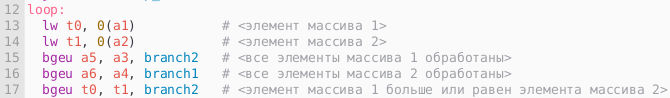 12 loop:
13 lw t0, 0(a1) # <элемент массива 1>
14 lw t1, 0(a2) # <элемент массива 2>
15 bgeu a5, a3, branch2 # <все элементы массива 1 обработаны>
16 bgeu a6, a4, branch1 # <все элементы массива 2 обработаны>
17 bgeu t0, t1, branch2 # <элемент массива 1 больше или равен элемента массива 2>